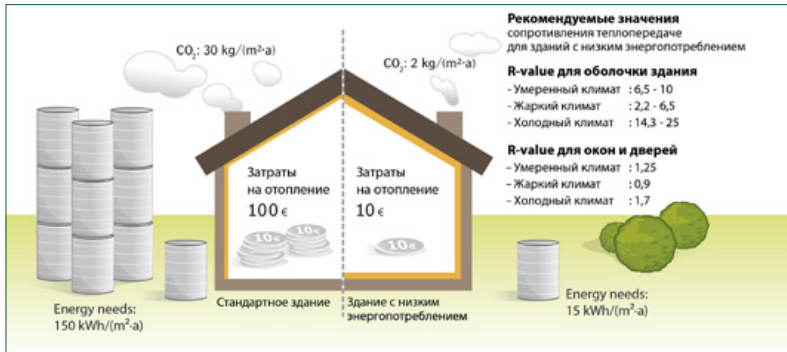 CO₂: 30 kg/(m²·a)
CO₂: 2 kg/(m²·a)
Рекомендуемые значения
сопротивления теплопередаче
для зданий с низким энергопотреблением
R-value для оболочки здания
- Умеренный климат : 6,5 - 10
- Жаркий климат : 2,2 - 6,5
- Холодный климат : 14,3 - 25
R-value для окон и дверей
– Умеренный климат : 1,25
– Жаркий климат : 0,9
– Холодный климат : 1,7
Затраты
на отопление
100 €
Затраты
на отопление
10 €
10 €
10 €
10 €
Energy needs:
150 kWh/(m²·a)
Стандартное здание
Здание с низким
энергопотреблением
Energy needs:
15 kWh/(m²·a)